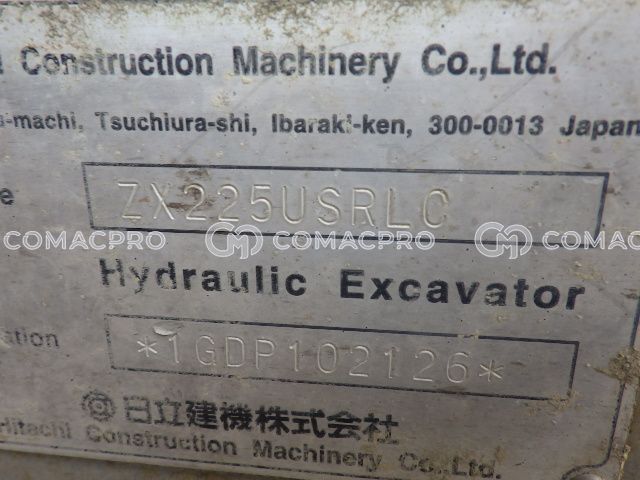 Construction Machinery Co.,Ltd.
-machi, Tsuchiura-shi, Ibaraki-ken, 300-0013 Japan
ZX225USRLC
COMACPRO COMACPRO COMACPRO
Hydraulic Excavator
*1GDP102126*
日立建機株式会社
Hitachi Construction Machinery Co.,Ltd.